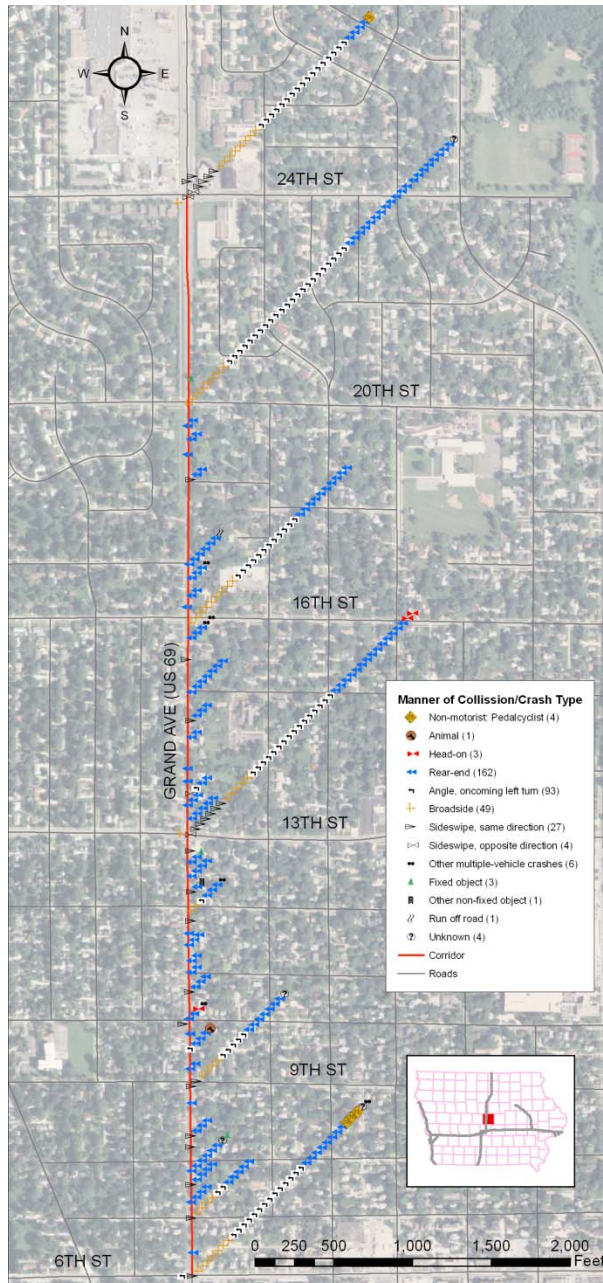 N
W E
S
24TH ST
20TH ST
16TH ST
GRAND AVE (US 69)
13TH ST
9TH ST
6TH ST
Manner of Collission/Crash Type
Non-motorist: Pedalcyclist (4)
Animal (1)
Head-on (3)
Rear-end (162)
Angle, oncoming left turn (93)
Broadside (49)
Sideswipe, same direction (27)
Sideswipe, opposite direction (4)
Other multiple-vehicle crashes (6)
Fixed object (3)
Other non-fixed object (1)
Run off road (1)
Unknown (4)
Corridor
Roads
0 250 500 1,000 1,500 2,000
Feet